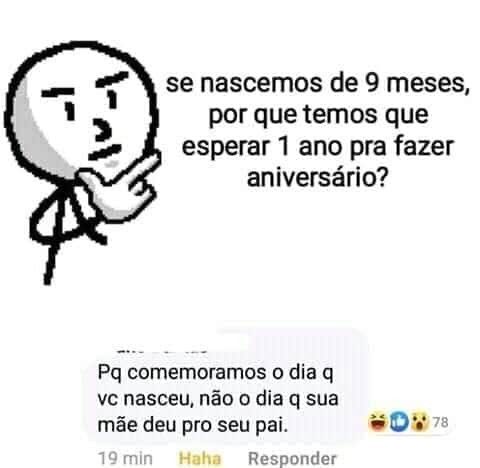 se nascemos de 9 meses,
por que temos que
esperar 1 ano pra fazer
aniversário?
Pq comemoramos o dia q
vc nasceu, não o dia q sua
mãe deu pro seu pai.
78
19 min Haha Responder